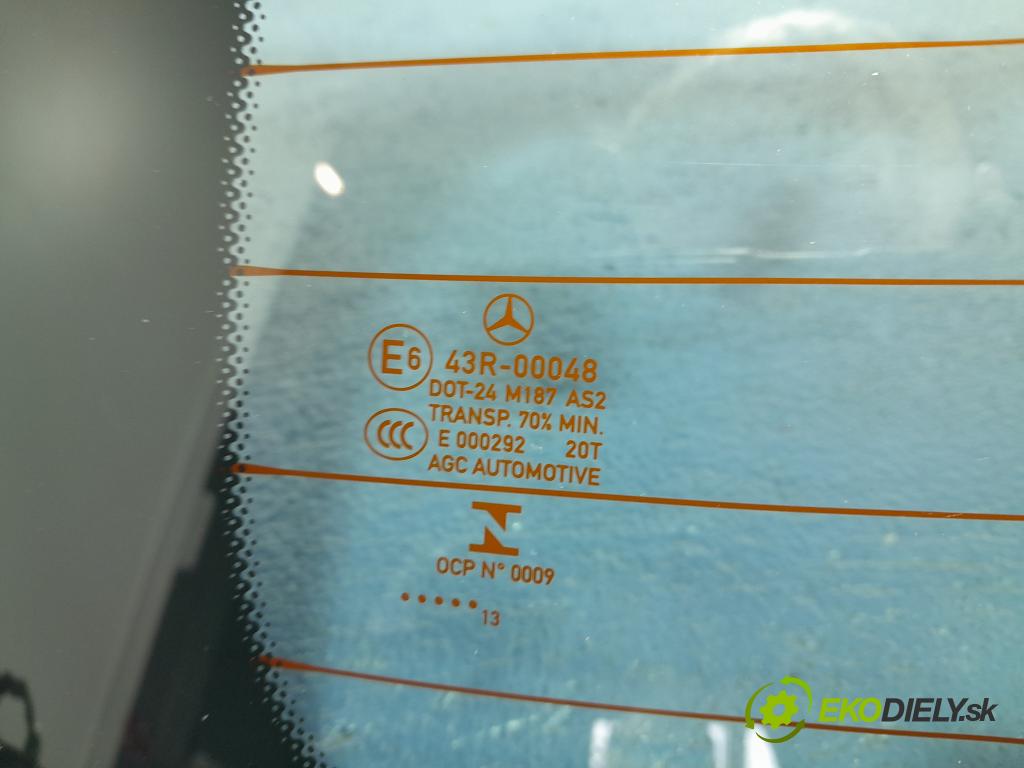 E6 43R-00048
DOT-24 M187 AS2
TRANSP. 70% MIN.
CCC E 000292 20T
AGC AUTOMOTIVE
N
OCP N° 0009
..... 13
EKODIELY.sk